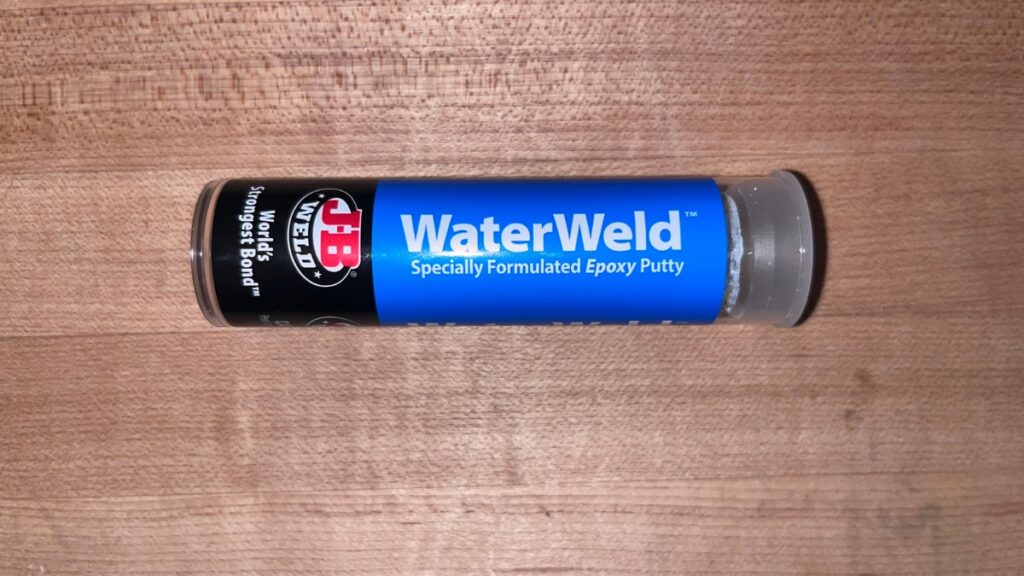 World's
Strongest Bond™
J-B
WELD
®
WaterWeld™
Specially Formulated Epoxy Putty